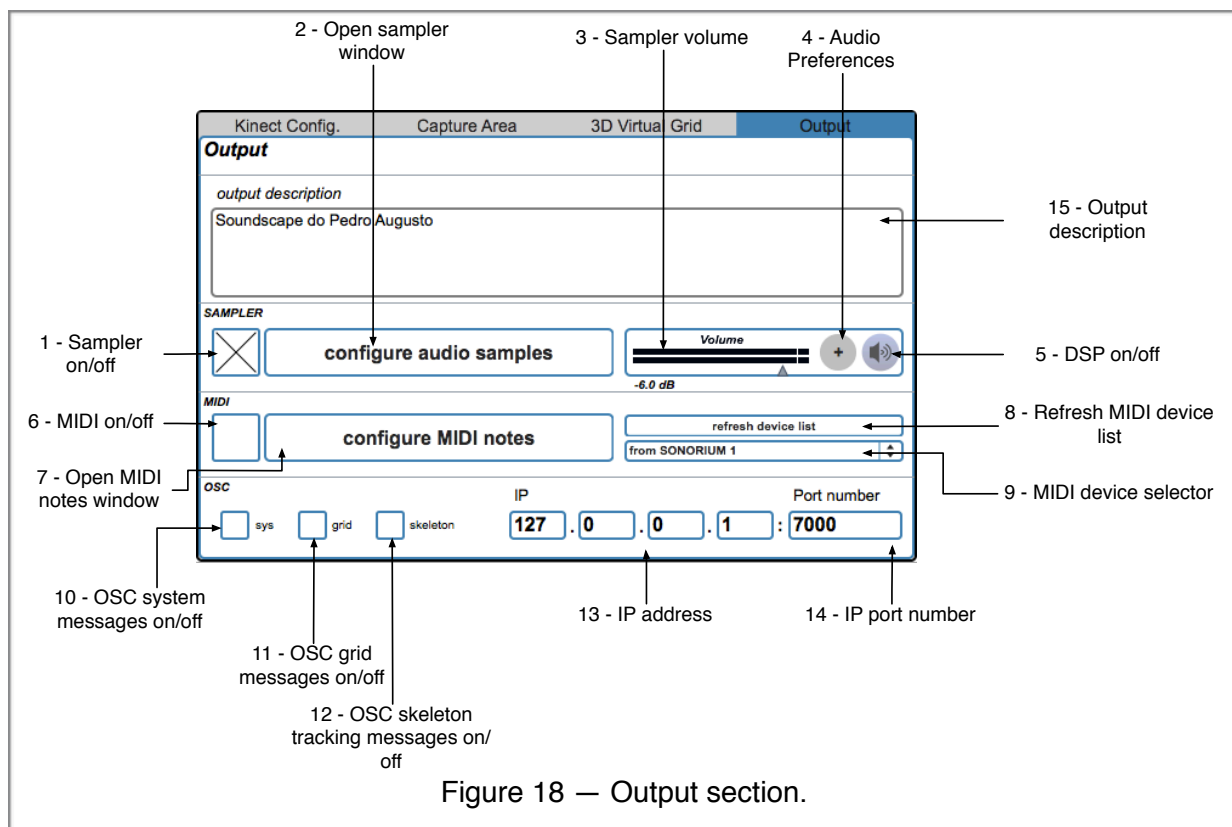 2 - Open sampler
window
3 - Sampler volume
4 - Audio
Preferences
Kinect Config.
Capture Area
3D Virtual Grid
Output
Output
output description
Soundscape do Pedro Augusto
15 - Output
description
SAMPLER
1 - Sampler
on/off
configure audio samples
Volume
+
-6.0 dB
5 - DSP on/off
MIDI
6 - MIDI on/off
configure MIDI notes
refresh device list
from SONORIUM 1
8 - Refresh MIDI device
list
7 - Open MIDI
notes window
9 - MIDI device selector
OSC
sys
grid
skeleton
IP
Port number
127 . 0 . 0 . 1 : 7000
10 - OSC system
messages on/off
11 - OSC grid
messages on/off
12 - OSC skeleton
tracking messages on/
off
13 - IP address
14 - IP port number
Figure 18 — Output section.